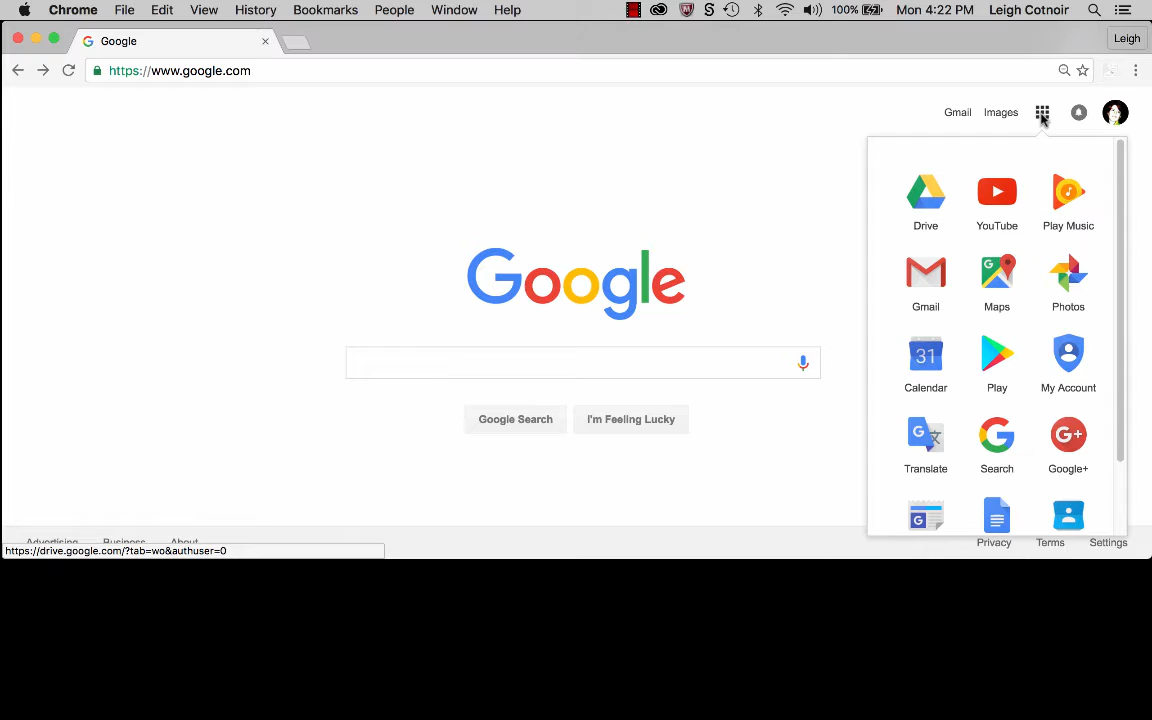 Chrome File Edit View History Bookmarks People Window Help 100% Mon 4:22 PM Leigh Cotnoir
Google Leigh
https://www.google.com
Gmail Images
Drive YouTube Play Music
Gmail Maps Photos
Google
31
Calendar Play My Account
Google Search I'm Feeling Lucky
G G+
Translate Search Google+
G
Advertising Business About Privacy Terms Settings
https://drive.google.com/?tab=wo&authuser=0